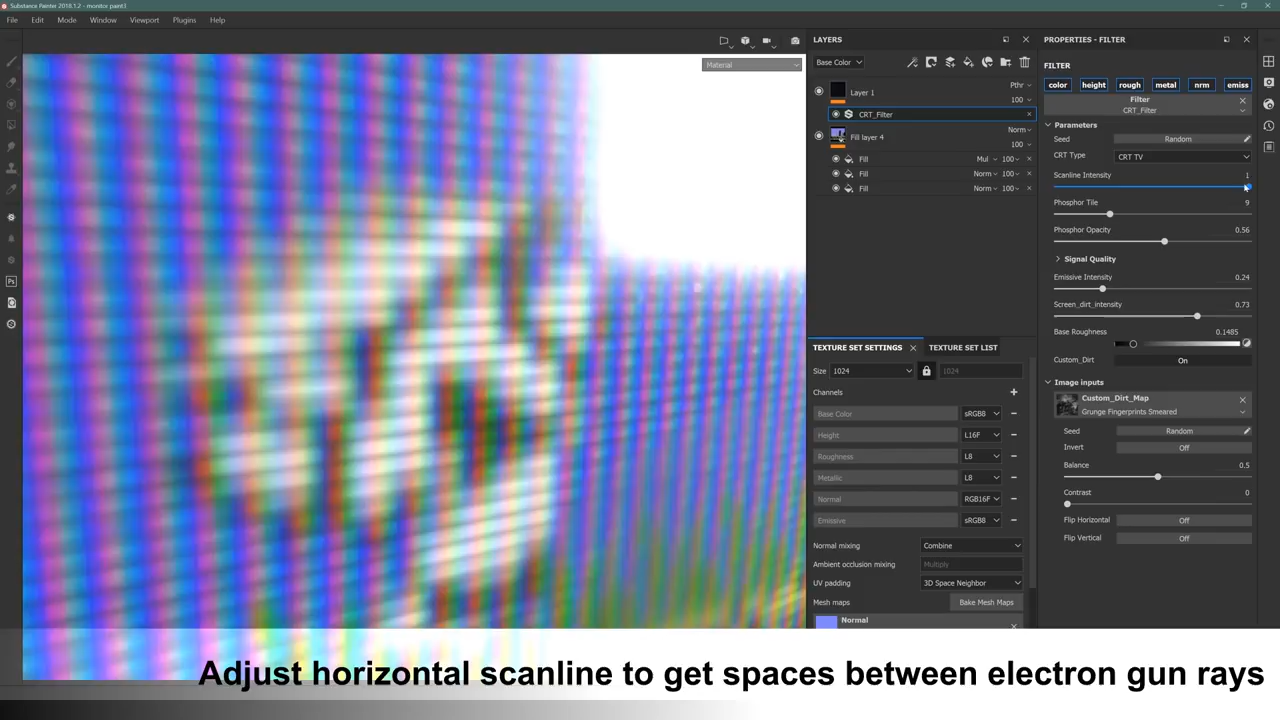 Substance Painter 2018.1.2 - monitor paint3
File Edit Mode Window Viewport Plugins Help
Material
LAYERS
Base Color
Layer 1 Pthr
100
CRT_Filter
Fill layer 4 Norm
100
Fill Mul 100
Fill Norm 100
Fill Norm 100
TEXTURE SET SETTINGS TEXTURE SET LIST
Size 1024 1024
Channels
Base Color sRGB8
Height L16F
Roughness L8
Metallic L8
Normal RGB16F
Emissive sRGB8
Normal mixing Combine
Ambient occlusion mixing Multiply
UV padding 3D Space Neighbor
Mesh maps Bake Mesh Maps
Normal
PROPERTIES - FILTER
FILTER
color height rough metal nrm emiss
Filter
CRT_Filter
Parameters
Seed Random
CRT Type CRT TV
Scanline Intensity 1
Phosphor Tile 9
Phosphor Opacity 0.56
Signal Quality
Emissive Intensity 0.24
Screen_dirt_intensity 0.73
Base Roughness 0.1485
Custom_Dirt On
Image inputs
Custom_Dirt_Map
Grunge Fingerprints Smeared
Seed Random
Invert Off
Balance 0.5
Contrast 0
Flip Horizontal Off
Flip Vertical Off
Ps
Adjust horizontal scanline to get spaces between electron gun rays